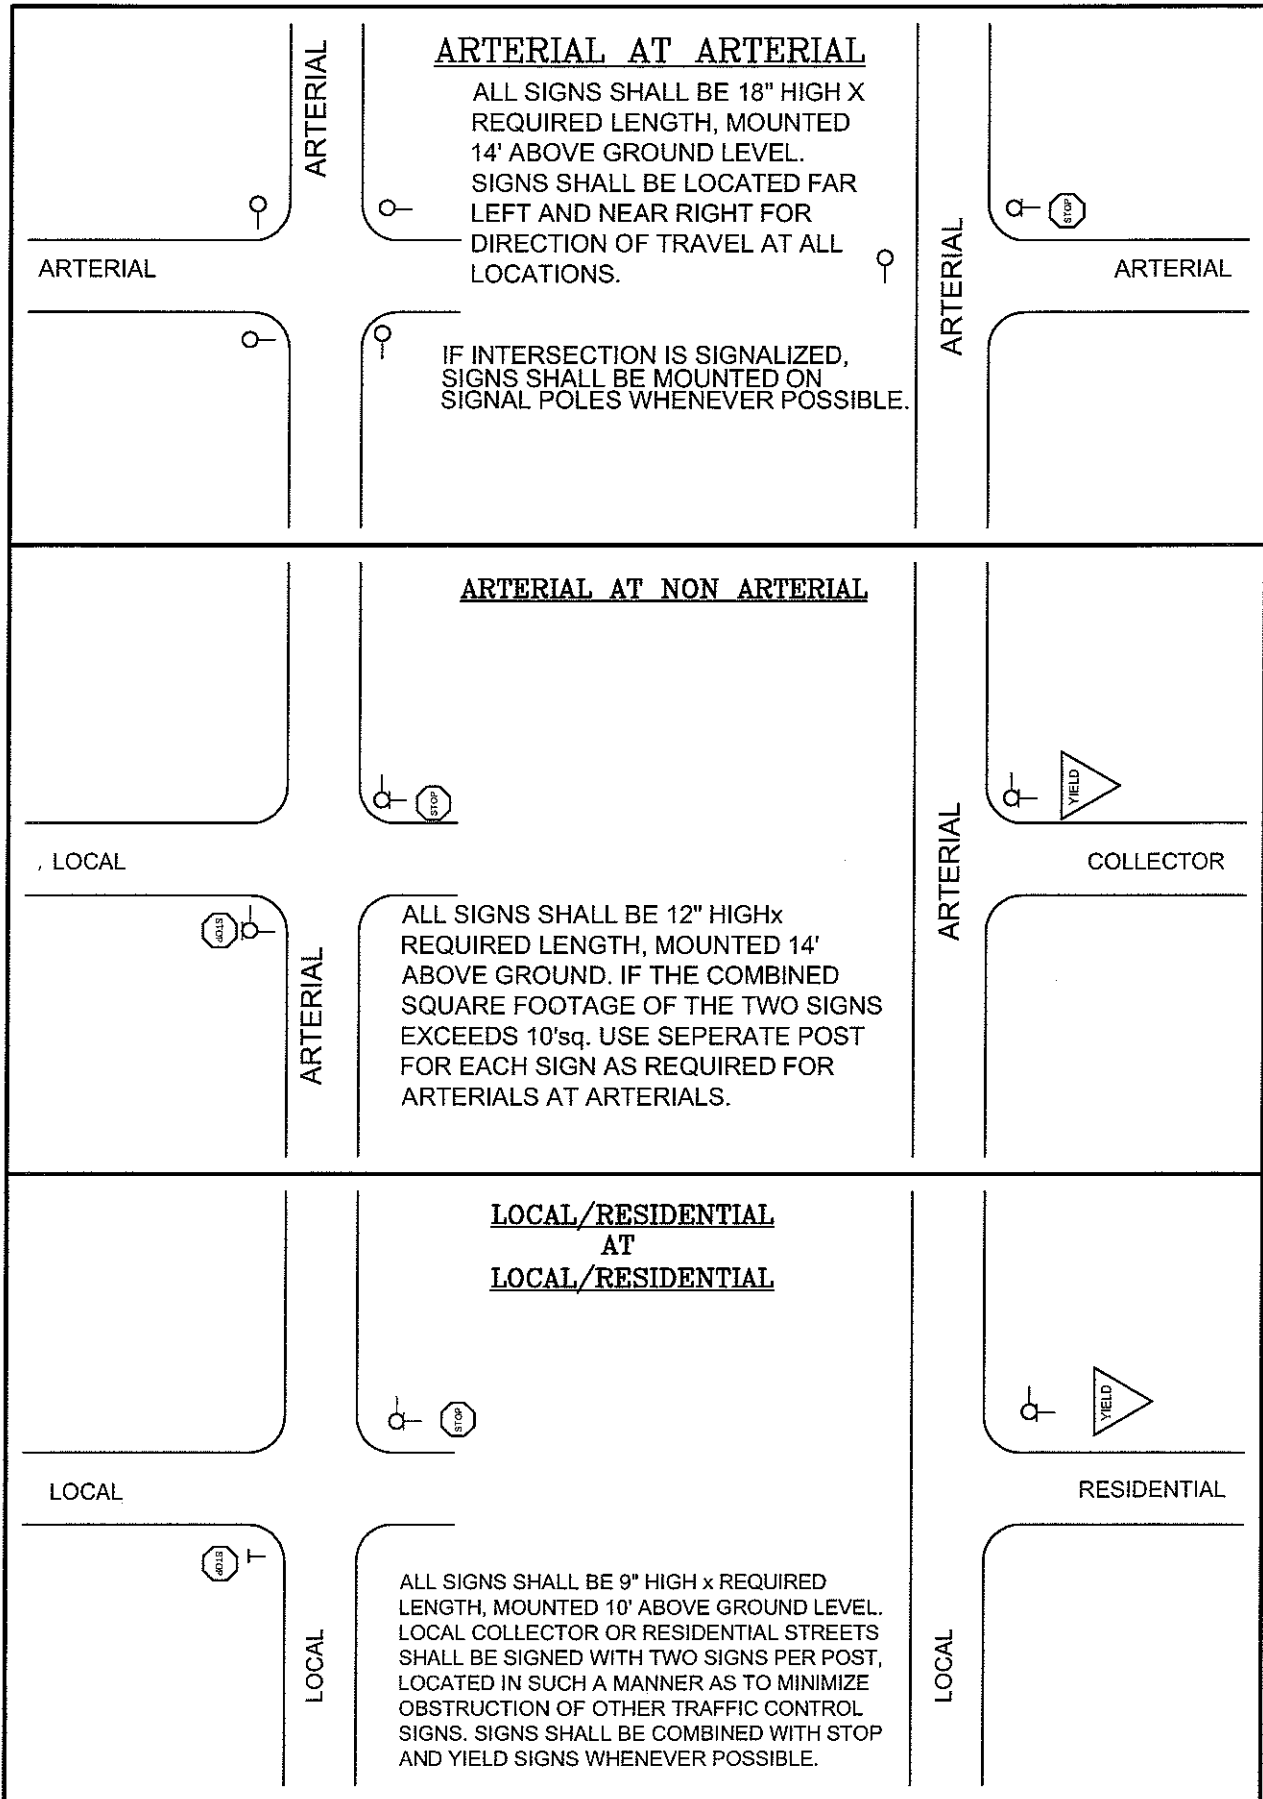 ARTERIAL AT ARTERIAL
ARTERIAL
ALL SIGNS SHALL BE 18" HIGH X
REQUIRED LENGTH, MOUNTED
14' ABOVE GROUND LEVEL.
SIGNS SHALL BE LOCATED FAR
LEFT AND NEAR RIGHT FOR
DIRECTION OF TRAVEL AT ALL
LOCATIONS.
STOP
ARTERIAL
ARTERIAL
ARTERIAL
IF INTERSECTION IS SIGNALIZED,
SIGNS SHALL BE MOUNTED ON
SIGNAL POLES WHENEVER POSSIBLE.
ARTERIAL AT NON ARTERIAL
STOP
YIELD
, LOCAL
ARTERIAL
COLLECTOR
STOP
ARTERIAL
ALL SIGNS SHALL BE 12" HIGHx
REQUIRED LENGTH, MOUNTED 14'
ABOVE GROUND. IF THE COMBINED
SQUARE FOOTAGE OF THE TWO SIGNS
EXCEEDS 10'sq. USE SEPERATE POST
FOR EACH SIGN AS REQUIRED FOR
ARTERIALS AT ARTERIALS.
LOCAL/RESIDENTIAL
AT
LOCAL/RESIDENTIAL
STOP
YIELD
LOCAL
RESIDENTIAL
STOP
LOCAL
ALL SIGNS SHALL BE 9" HIGH x REQUIRED
LENGTH, MOUNTED 10' ABOVE GROUND LEVEL.
LOCAL COLLECTOR OR RESIDENTIAL STREETS
SHALL BE SIGNED WITH TWO SIGNS PER POST,
LOCATED IN SUCH A MANNER AS TO MINIMIZE
OBSTRUCTION OF OTHER TRAFFIC CONTROL
SIGNS. SIGNS SHALL BE COMBINED WITH STOP
AND YIELD SIGNS WHENEVER POSSIBLE.
LOCAL